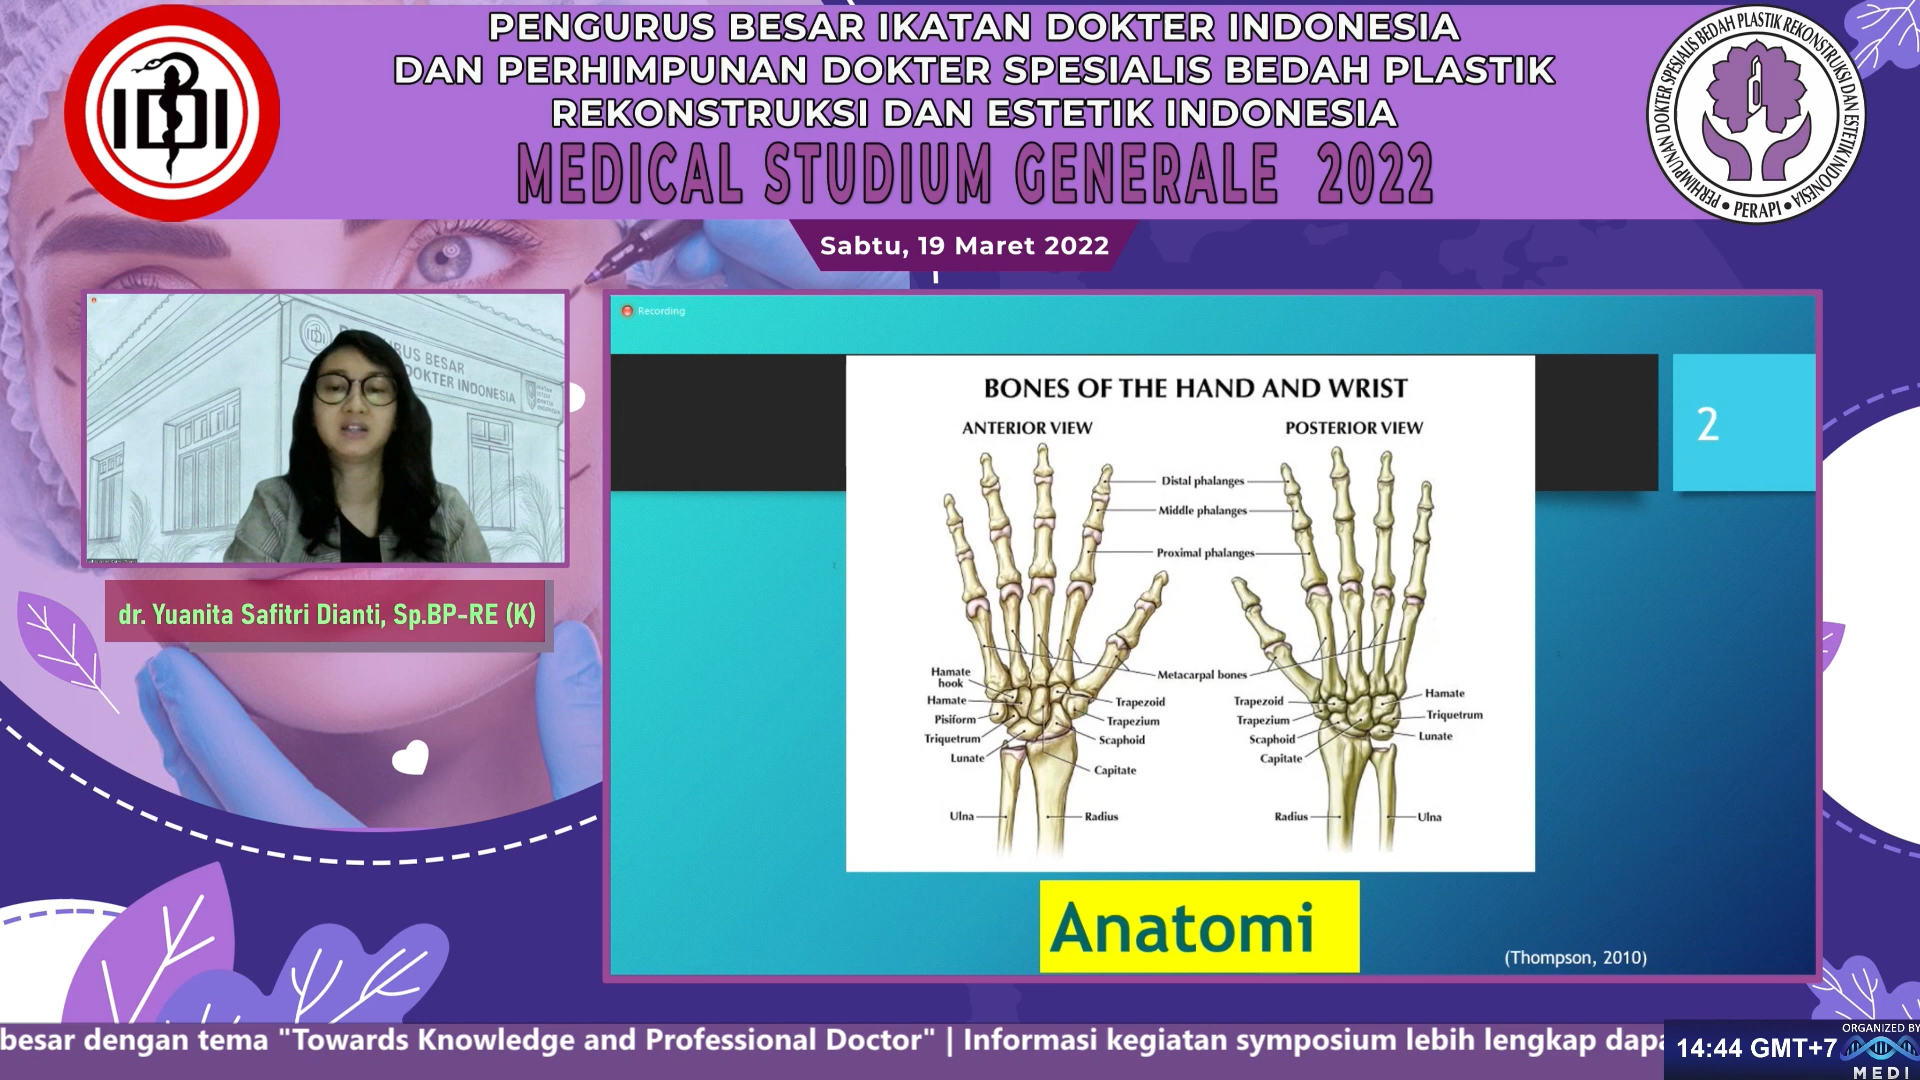 PENGURUS BESAR IKATAN DOKTER INDONESIA
DAN PERHIMPUNAN DOKTER SPESIALIS BEDAH PLASTIK
REKONSTRUKSI DAN ESTETIK INDONESIA
MEDICAL STUDIUM GENERALE 2022
IDI
PERHIMPUNAN DOKTER SPESIALIS BEDAH PLASTIK REKONSTRUKSI DAN ESTETIK INDONESIA
• PERAPI •
Sabtu, 19 Maret 2022
Recording
RUS BESAR
DOKTER INDONESIA
dr. Yuanita Safitri Dianti, Sp.BP-RE (K)
2
BONES OF THE HAND AND WRIST
ANTERIOR VIEW
POSTERIOR VIEW
Distal phalanges
Middle phalanges
Proximal phalanges
Metacarpal bones
Hamate hook
Hamate
Pisiform
Triquetrum
Lunate
Trapezoid
Trapezium
Scaphoid
Capitate
Ulna
Radius
Trapezoid
Trapezium
Scaphoid
Capitate
Hamate
Triquetrum
Lunate
Radius
Ulna
Anatomi
(Thompson, 2010)
besar dengan tema "Towards Knowledge and Professional Doctor" | Informasi kegiatan symposium lebih lengkap dapa
14:44 GMT+7
ORGANIZED BY
MEDI